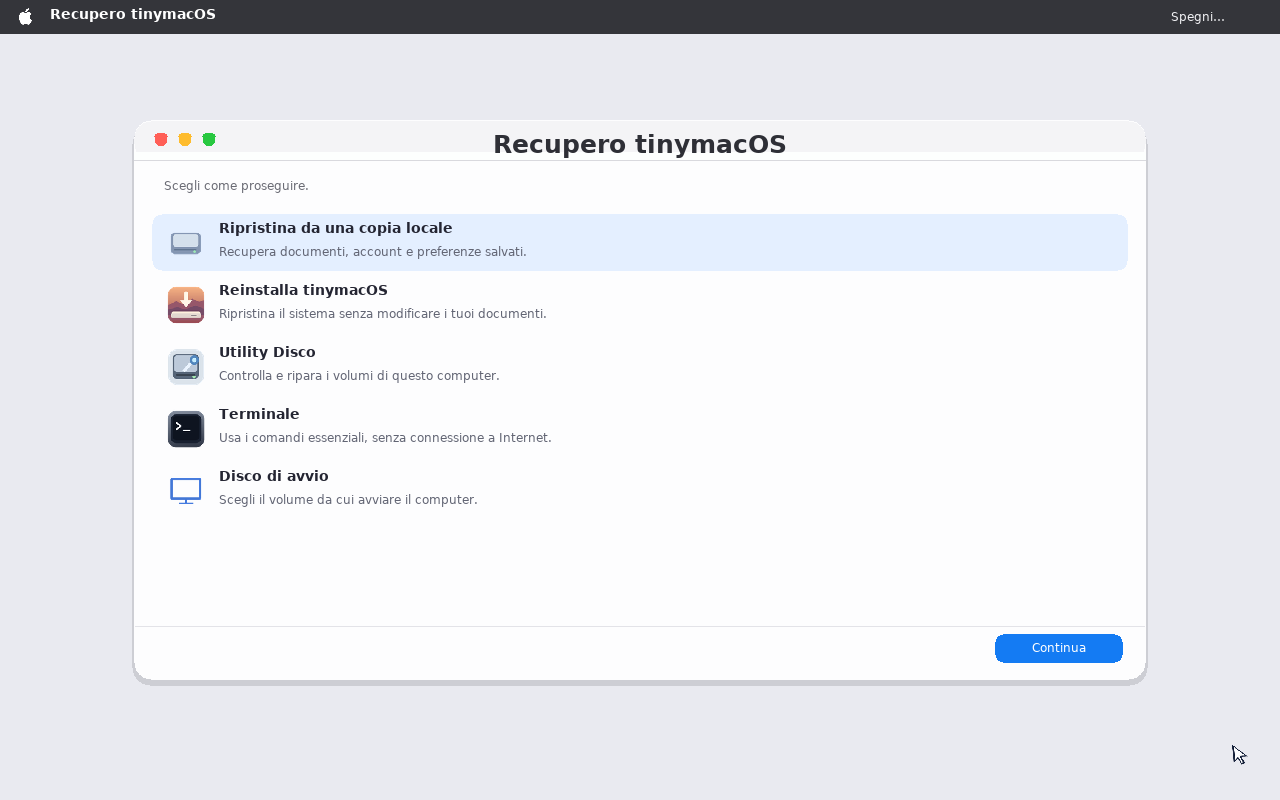 Recupero tinymacOS
Spegni...
Recupero tinymacOS
Scegli come proseguire.
Ripristina da una copia locale
Recupera documenti, account e preferenze salvati.
Reinstalla tinymacOS
Ripristina il sistema senza modificare i tuoi documenti.
Utility Disco
Controlla e ripara i volumi di questo computer.
>_
Terminale
Usa i comandi essenziali, senza connessione a Internet.
Disco di avvio
Scegli il volume da cui avviare il computer.
Continua